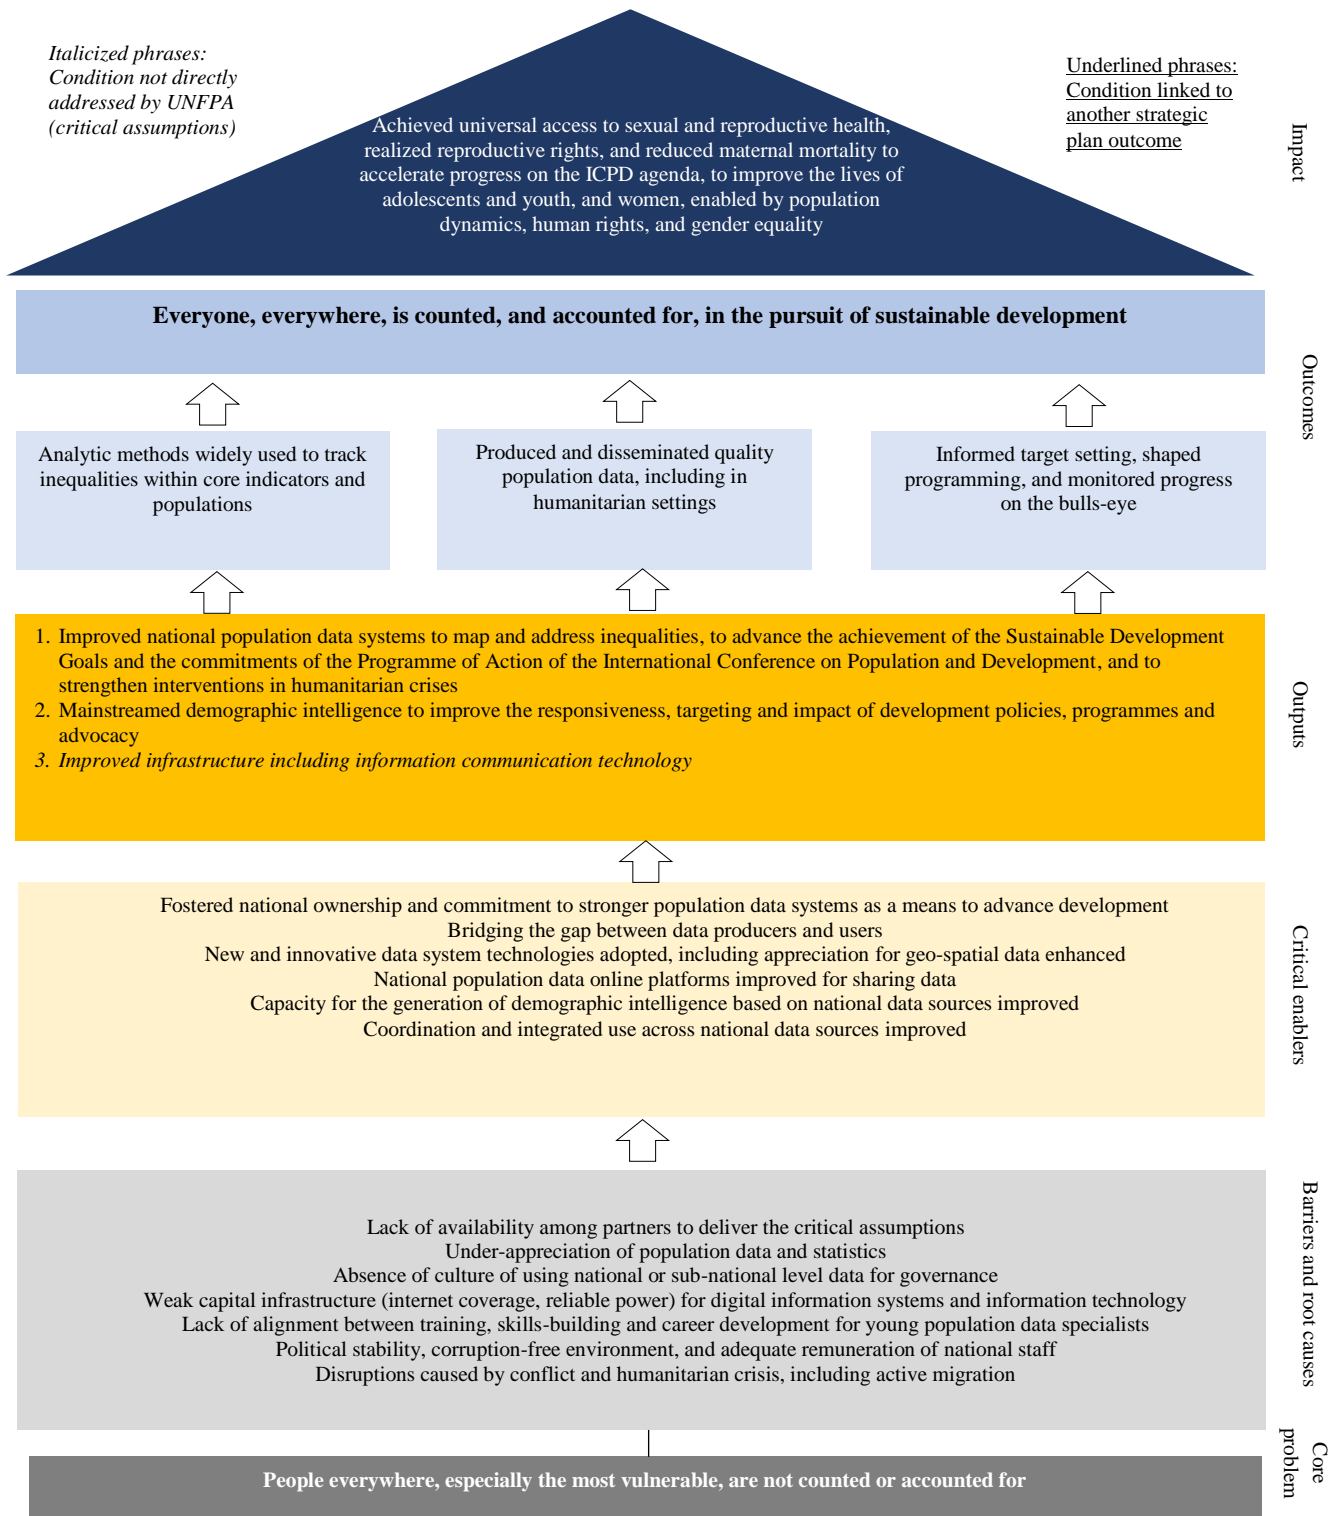 Italicized phrases:
Condition not directly
addressed by UNFPA
(critical assumptions)
Underlined phrases:
Condition linked to
another strategic
plan outcome
Impact
Achieved universal access to sexual and reproductive health,
realized reproductive rights, and reduced maternal mortality to
accelerate progress on the ICPD agenda, to improve the lives of
adolescents and youth, and women, enabled by population
dynamics, human rights, and gender equality
Everyone, everywhere, is counted, and accounted for, in the pursuit of sustainable development
Outcomes
Analytic methods widely used to track
inequalities within core indicators and
populations
Produced and disseminated quality
population data, including in
humanitarian settings
Informed target setting, shaped
programming, and monitored progress
on the bulls-eye
1. Improved national population data systems to map and address inequalities, to advance the achievement of the Sustainable Development
Goals and the commitments of the Programme of Action of the International Conference on Population and Development, and to
strengthen interventions in humanitarian crises
2. Mainstreamed demographic intelligence to improve the responsiveness, targeting and impact of development policies, programmes and
advocacy
3. Improved infrastructure including information communication technology
Outputs
Fostered national ownership and commitment to stronger population data systems as a means to advance development
Bridging the gap between data producers and users
New and innovative data system technologies adopted, including appreciation for geo-spatial data enhanced
National population data online platforms improved for sharing data
Capacity for the generation of demographic intelligence based on national data sources improved
Coordination and integrated use across national data sources improved
Critical enablers
Lack of availability among partners to deliver the critical assumptions
Under-appreciation of population data and statistics
Absence of culture of using national or sub-national level data for governance
Weak capital infrastructure (internet coverage, reliable power) for digital information systems and information technology
Lack of alignment between training, skills-building and career development for young population data specialists
Political stability, corruption-free environment, and adequate remuneration of national staff
Disruptions caused by conflict and humanitarian crisis, including active migration
Barriers and root causes
People everywhere, especially the most vulnerable, are not counted or accounted for
Core
problem